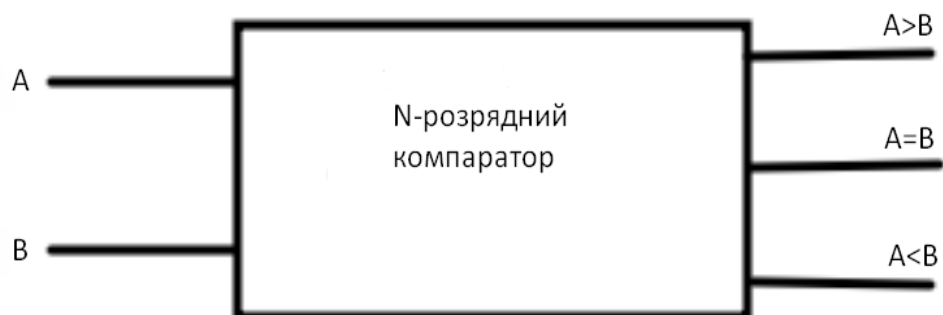 A
B
N-розрядний
компаратор
A>B
A=B
A<B